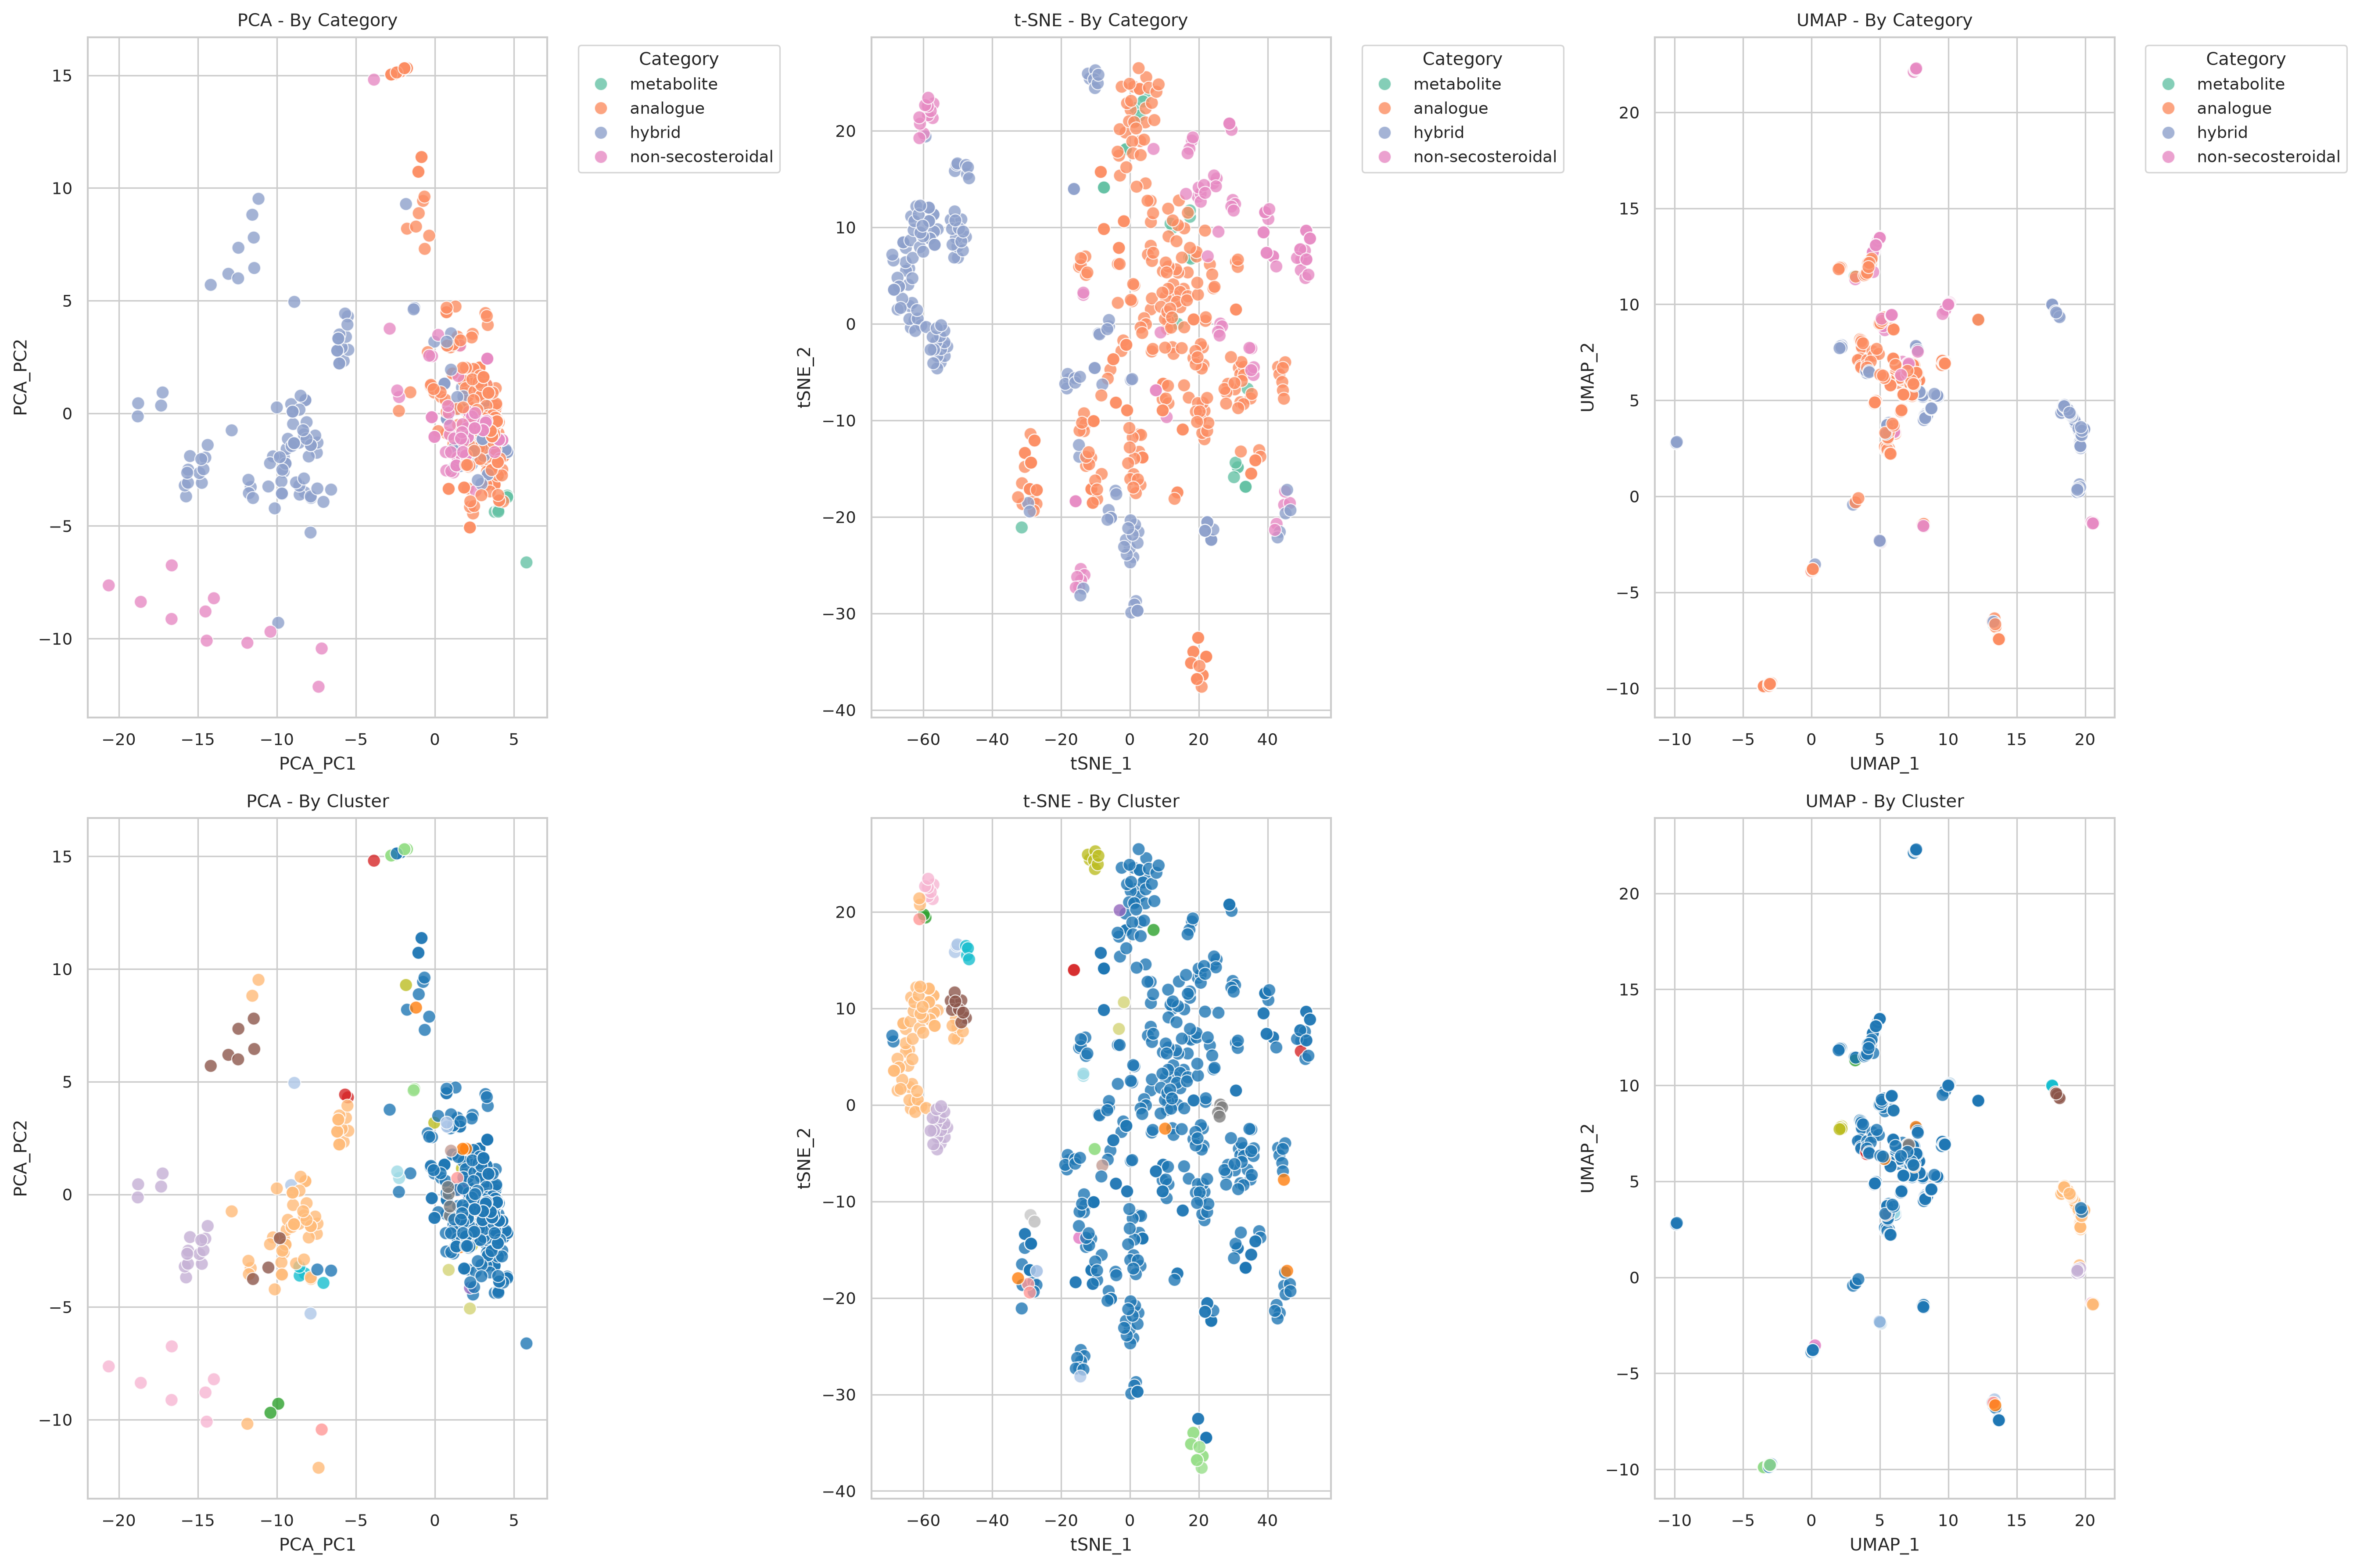 PCA - By Category
15
10
5
0
−5
−10
−20
−15
−10
−5
0
5
PCA_PC1
PCA_PC2
Category
metabolite
analogue
hybrid
non-secosteroidal
t-SNE - By Category
20
10
0
−10
−20
−30
−40
−60
−40
−20
0
20
40
tSNE_1
tSNE_2
Category
metabolite
analogue
hybrid
non-secosteroidal
UMAP - By Category
20
15
10
5
0
−5
−10
−10
−5
0
5
10
15
20
UMAP_1
UMAP_2
Category
metabolite
analogue
hybrid
non-secosteroidal
PCA - By Cluster
15
10
5
0
−5
−10
−20
−15
−10
−5
0
5
PCA_PC1
PCA_PC2
t-SNE - By Cluster
20
10
0
−10
−20
−30
−40
−60
−40
−20
0
20
40
tSNE_1
tSNE_2
UMAP - By Cluster
20
15
10
5
0
−5
−10
−10
−5
0
5
10
15
20
UMAP_1
UMAP_2